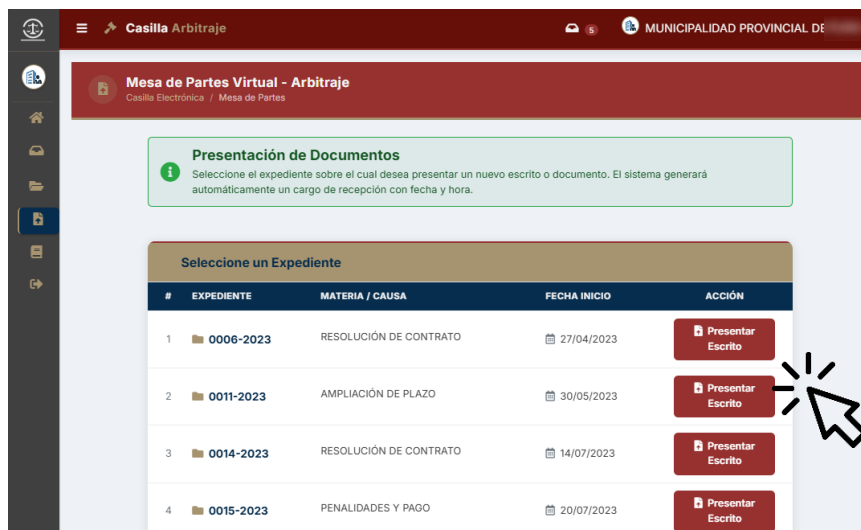 Casilla Arbitraje
5
MUNICIPALIDAD PROVINCIAL DE
Mesa de Partes Virtual - Arbitraje
Casilla Electrónica / Mesa de Partes
Presentación de Documentos
Seleccione el expediente sobre el cual desea presentar un nuevo escrito o documento. El sistema generará
automáticamente un cargo de recepción con fecha y hora.
Seleccione un Expediente
# EXPEDIENTE MATERIA / CAUSA FECHA INICIO ACCIÓN
1 0006-2023 RESOLUCIÓN DE CONTRATO 27/04/2023 Presentar Escrito
2 0011-2023 AMPLIACIÓN DE PLAZO 30/05/2023 Presentar Escrito
3 0014-2023 RESOLUCIÓN DE CONTRATO 14/07/2023 Presentar Escrito
4 0015-2023 PENALIDADES Y PAGO 20/07/2023 Presentar Escrito